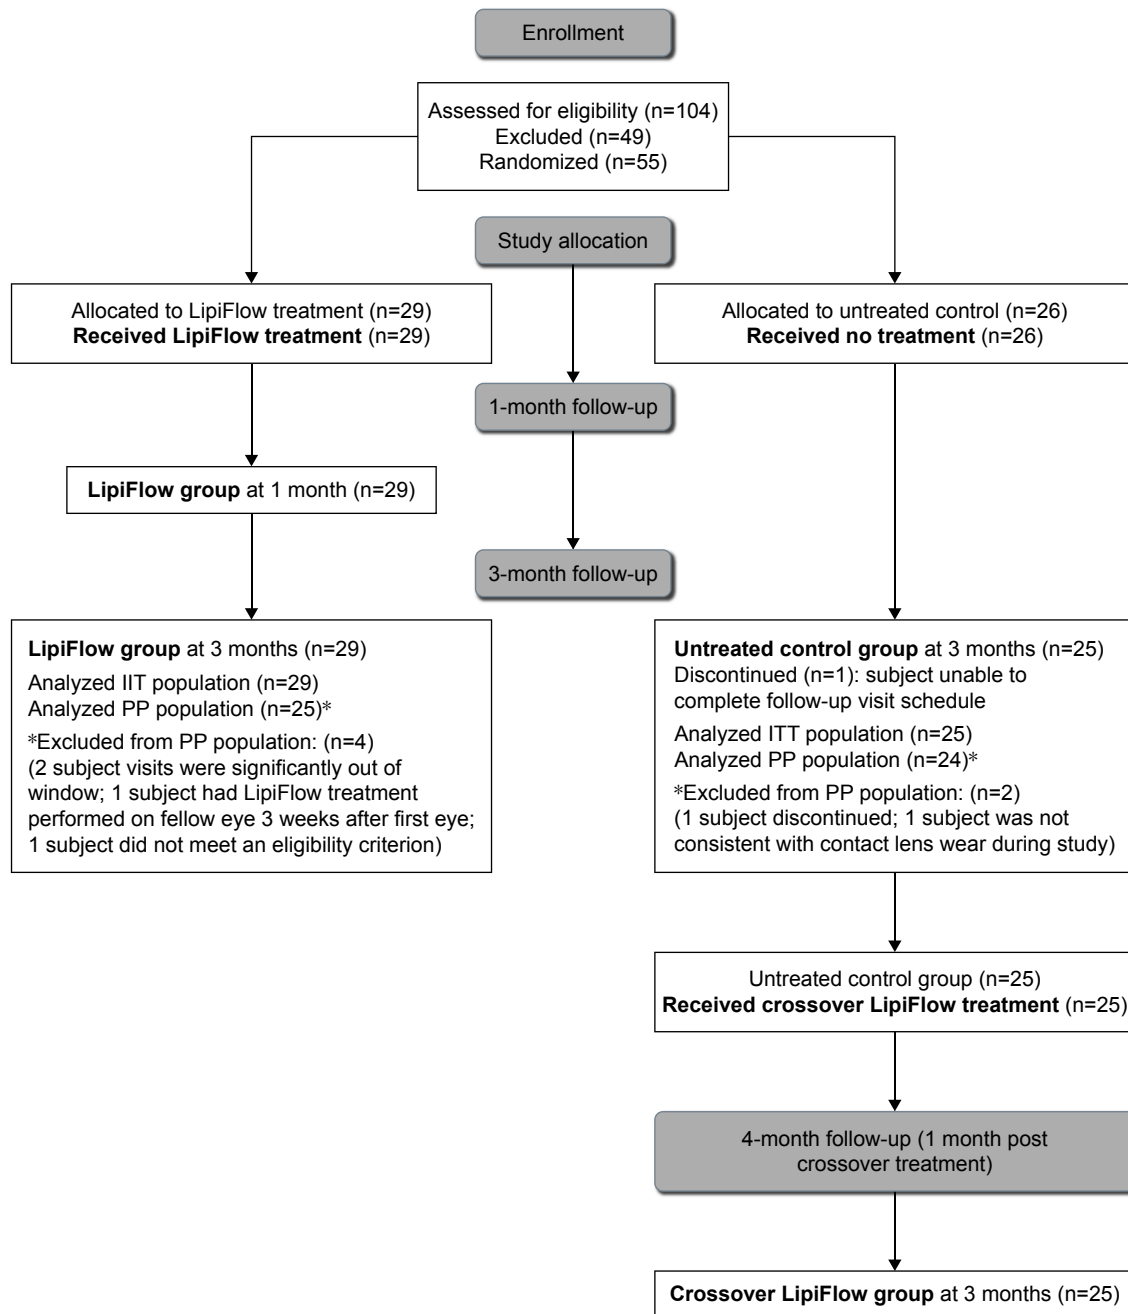 Enrollment
Assessed for eligibility (n=104)
Excluded (n=49)
Randomized (n=55)
Study allocation
Allocated to LipiFlow treatment (n=29)
Received LipiFlow treatment (n=29)
Allocated to untreated control (n=26)
Received no treatment (n=26)
1-month follow-up
LipiFlow group at 1 month (n=29)
3-month follow-up
LipiFlow group at 3 months (n=29)
Analyzed IIT population (n=29)
Analyzed PP population (n=25)*
*Excluded from PP population: (n=4)
(2 subject visits were significantly out of
window; 1 subject had LipiFlow treatment
performed on fellow eye 3 weeks after first eye;
1 subject did not meet an eligibility criterion)
Untreated control group at 3 months (n=25)
Discontinued (n=1): subject unable to
complete follow-up visit schedule
Analyzed ITT population (n=25)
Analyzed PP population (n=24)*
*Excluded from PP population: (n=2)
(1 subject discontinued; 1 subject was not
consistent with contact lens wear during study)
Untreated control group (n=25)
Received crossover LipiFlow treatment (n=25)
4-month follow-up (1 month post
crossover treatment)
Crossover LipiFlow group at 3 months (n=25)